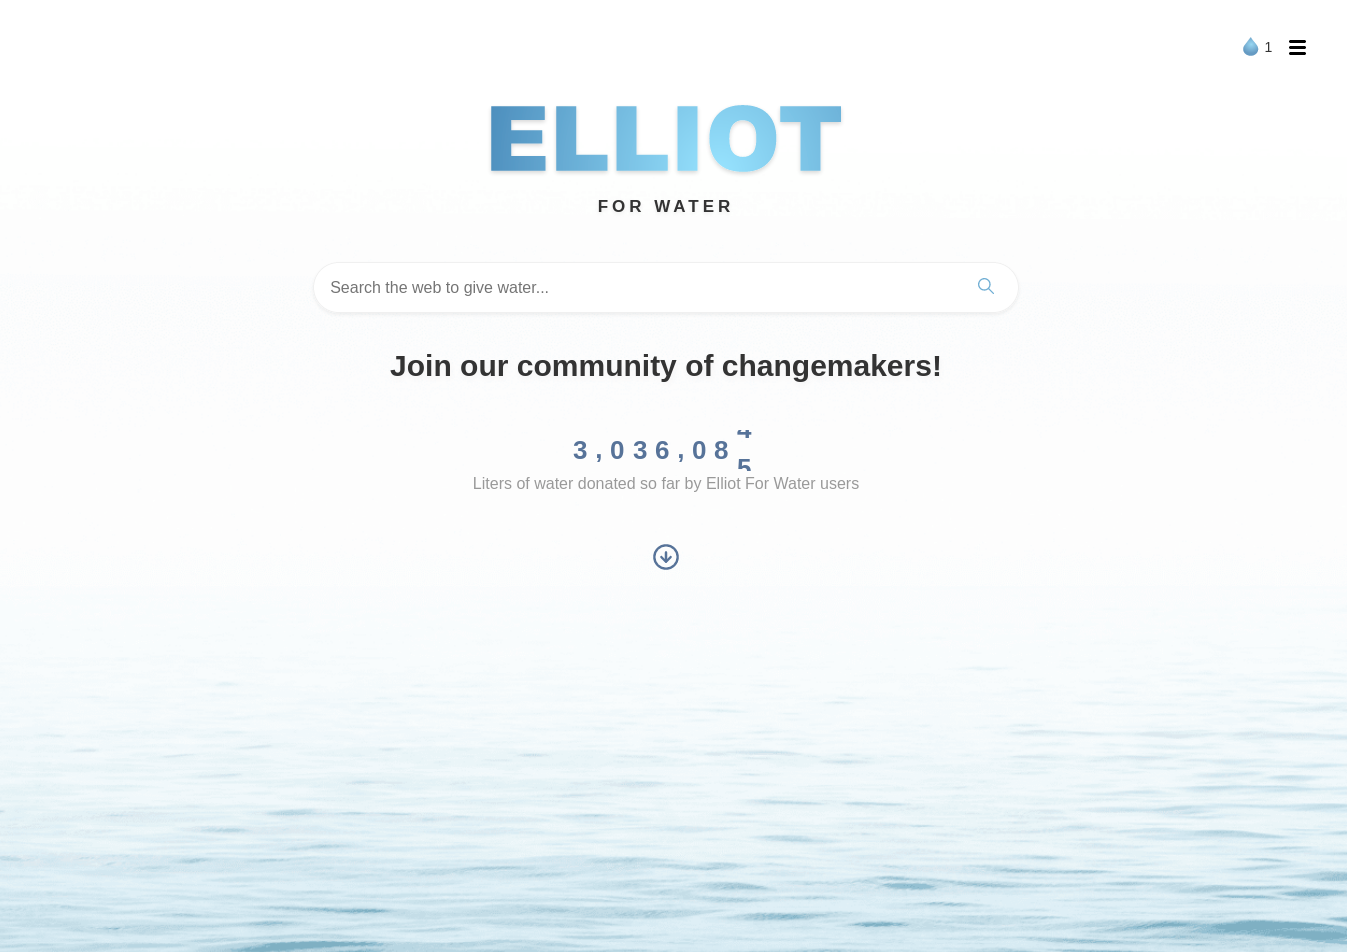 1
ELLIOT
FOR WATER
Search the web to give water...
Join our community of changemakers!
3,036,08
Liters of water donated so far by Elliot For Water users